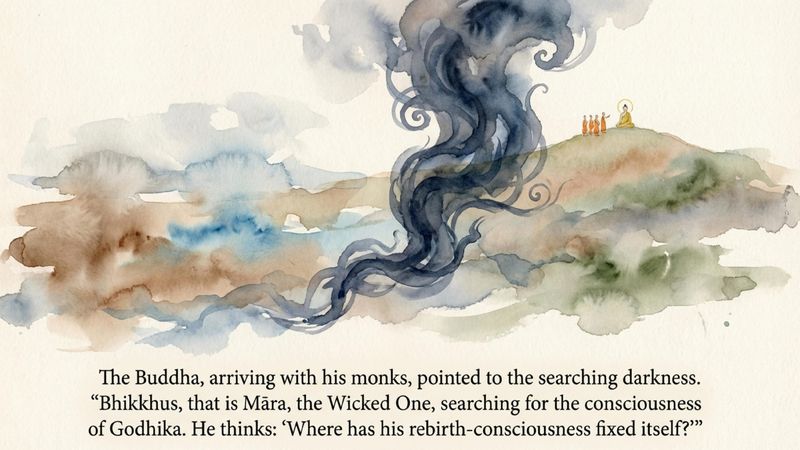 The Buddha, arriving with his monks, pointed to the searching darkness.
“Bhikkhus, that is Māra, the Wicked One, searching for the consciousness
of Godhika. He thinks: ‘Where has his rebirth-consciousness fixed itself?’”